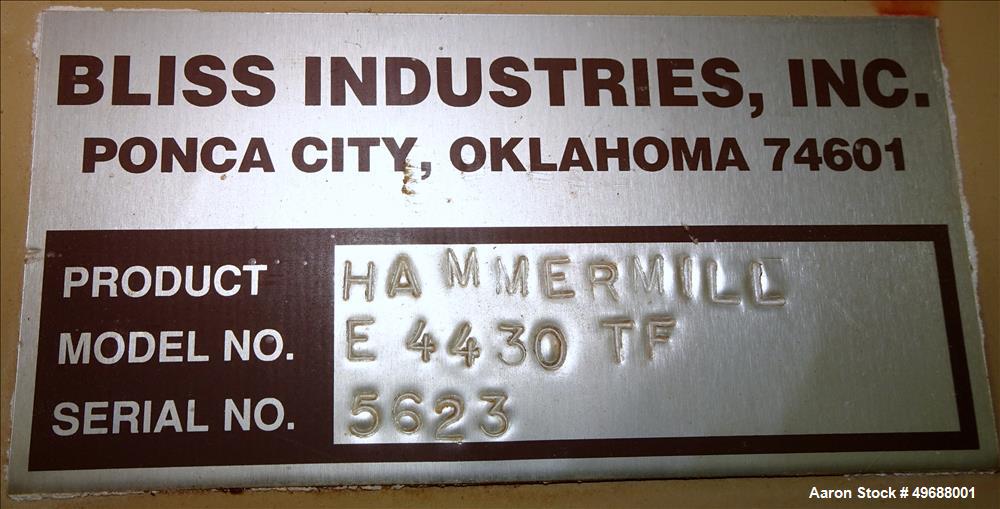 BLISS INDUSTRIES, INC.
PONCA CITY, OKLAHOMA 74601
PRODUCT HAMMERMILL
MODEL NO. E 4430 TF
SERIAL NO. 5623
Aaron Stock # 49688001